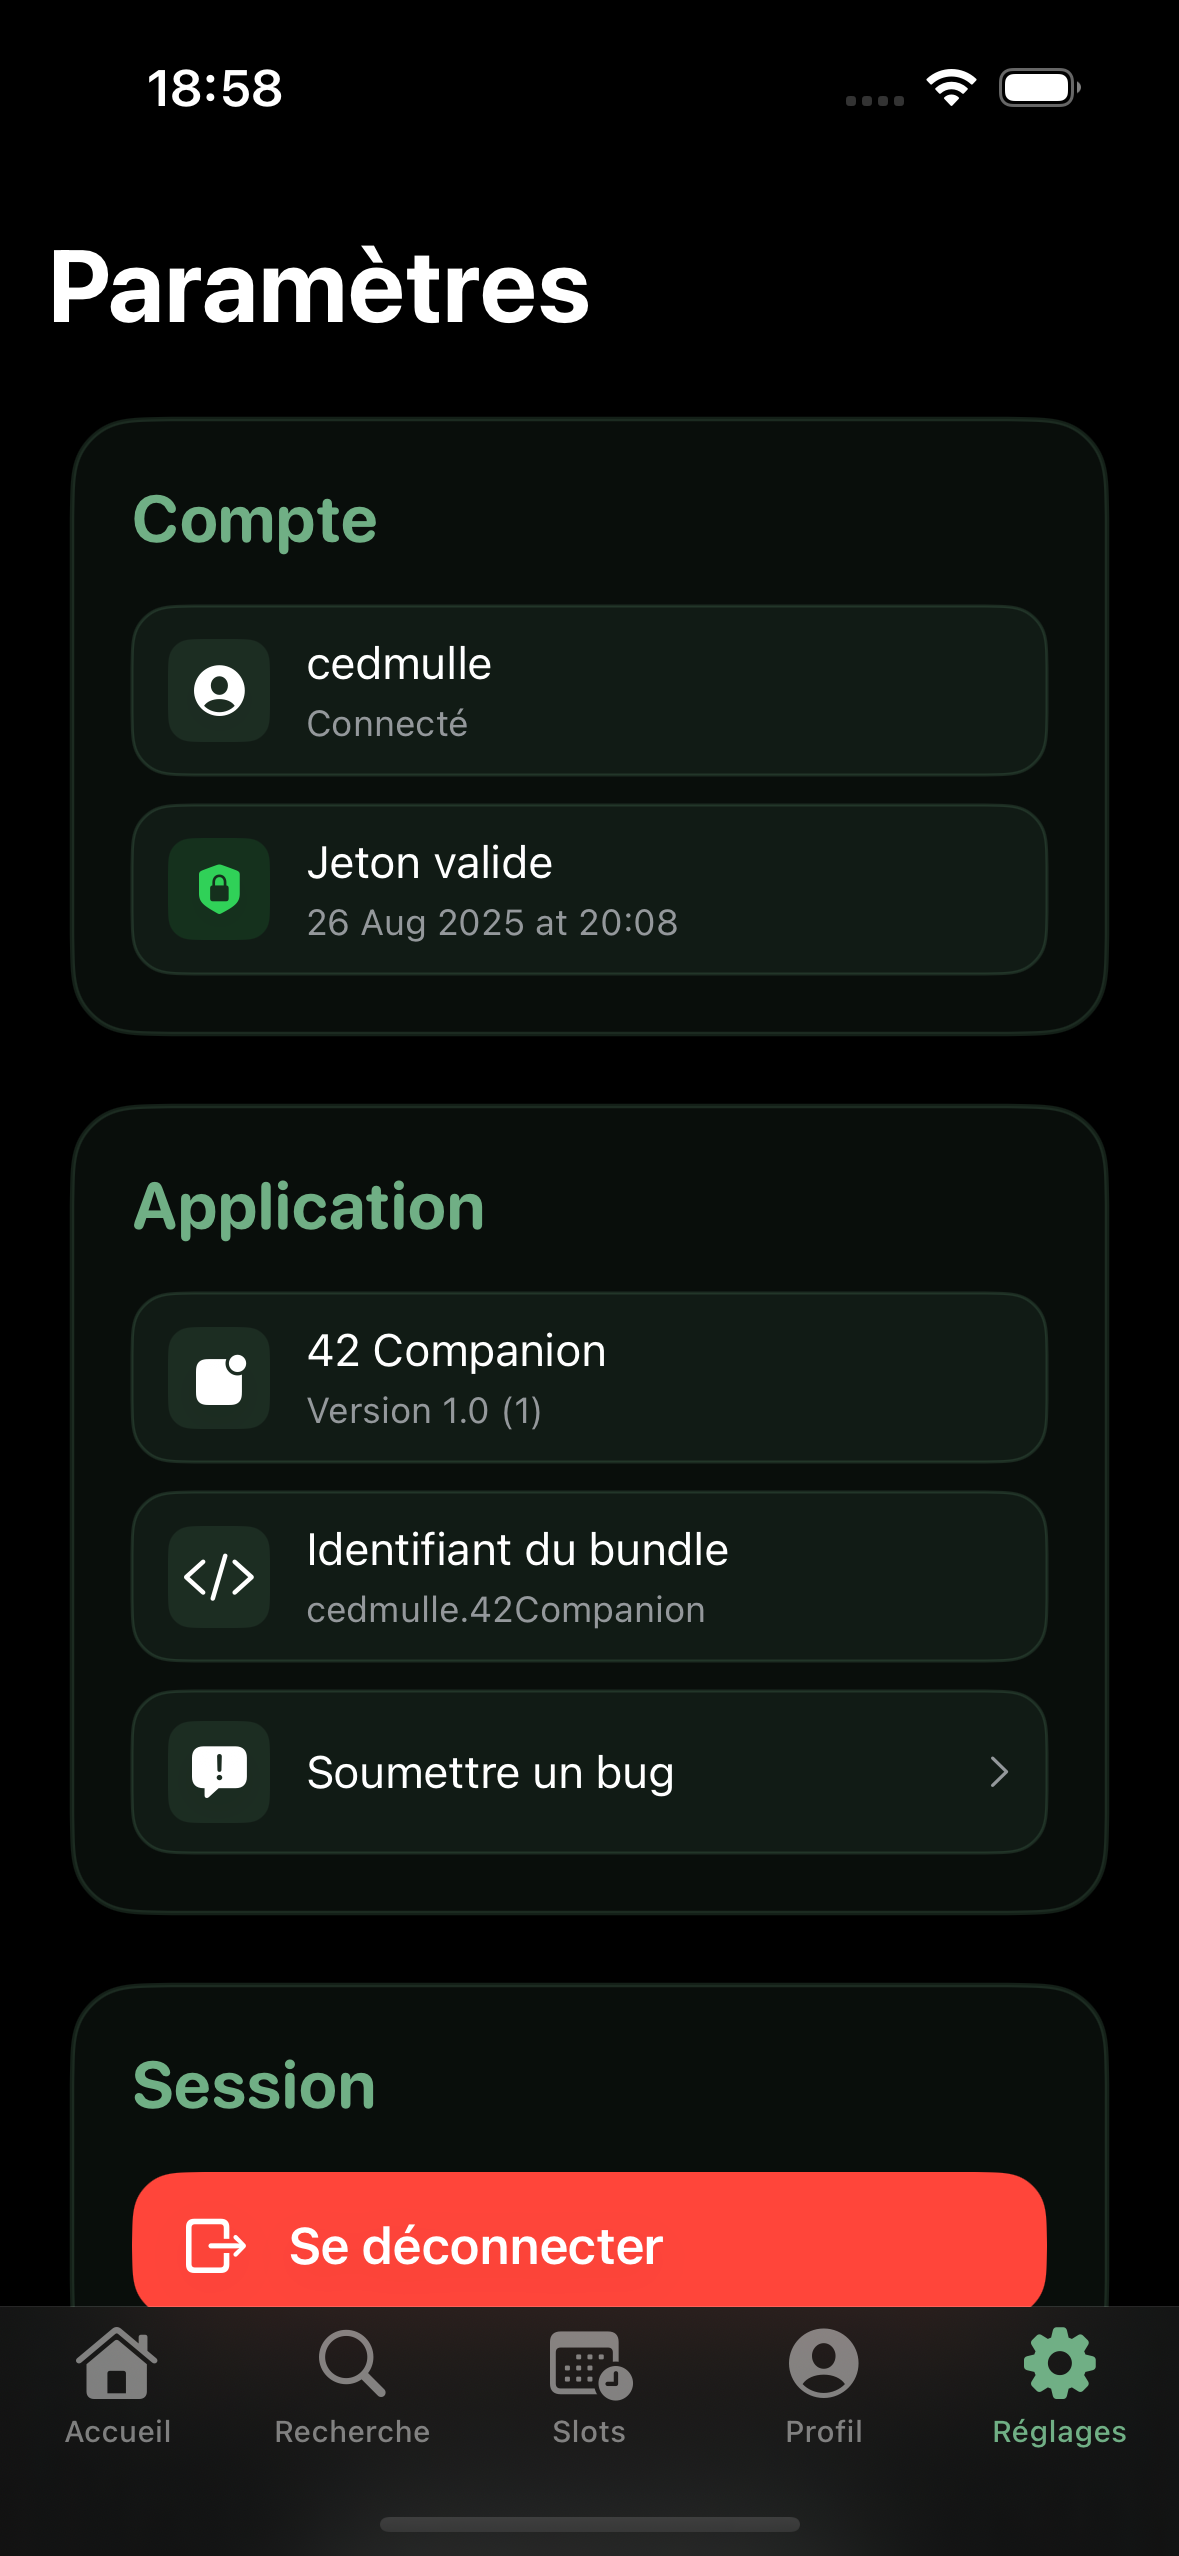 18:58
Paramètres
Compte
cedmulle
Connecté
Jeton valide
26 Aug 2025 at 20:08
Application
42 Companion
Version 1.0 (1)
Identifiant du bundle
cedmulle.42Companion
Soumettre un bug
Session
Se déconnecter
Accueil
Recherche
Slots
Profil
Réglages